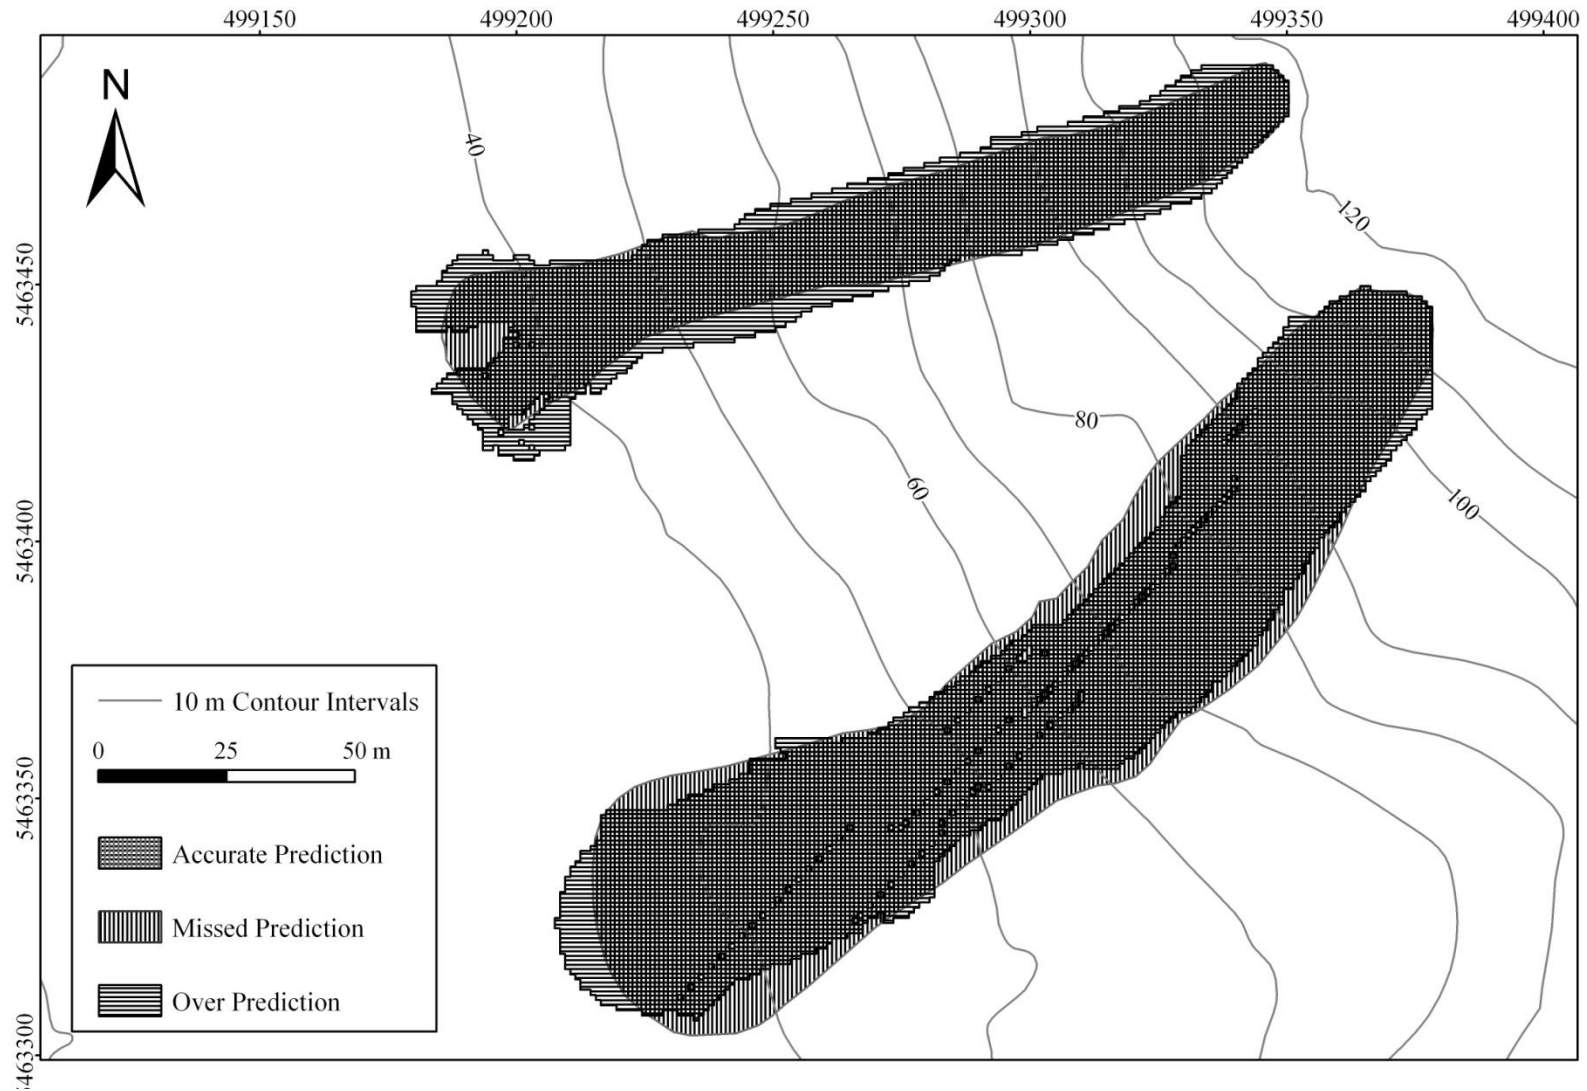 499150 499200 499250 499300 499350 499400
N
40
120
5463450
80
60
100
5463400
10 m Contour Intervals
0 25 50 m
5463350
Accurate Prediction
Missed Prediction
Over Prediction
5463300